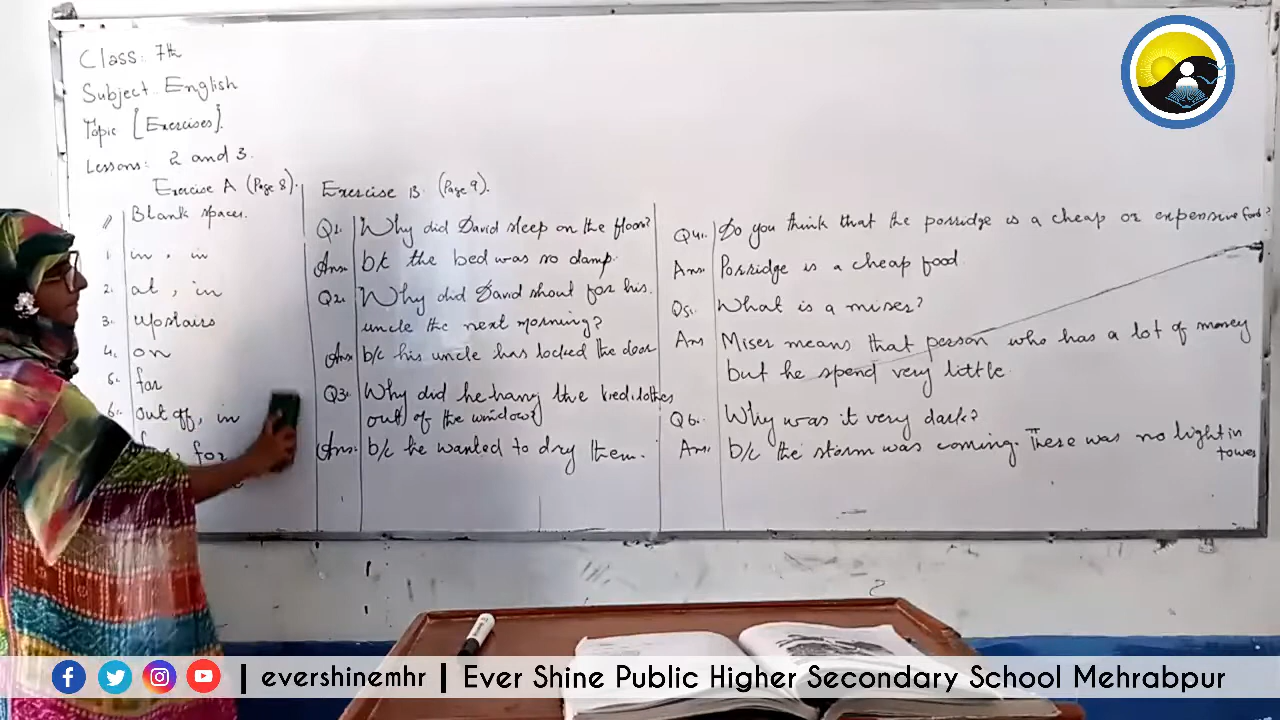 Class: 7th
Subject. English
Topic [Exercises].
Lessons: 2 and 3.
Exercise A (Page 8).
Blank spaces.
1. in, in
2. at, in
3. upstairs
4. on
5. for
6. out off, in
for
Exercise B. (Page 9).
Q1. Why did David sleep on the floor?
Ans: b/c the bed was so damp.
Q2. Why did David shout for his.
uncle the next morning?
Ans b/c his uncle has locked the door
Q3. Why did he hang the bedclothes
out of the window?
Ans: b/c he wanted to dry them.
Q4. Do you think that the porridge is a cheap or expensive food?
Ans. Porridge is a cheap food
Q5. What is a miser?
Ans Miser means that person who has a lot of money
but he spend very little.
Q6. Why was it very dark?
Ans. b/c the storm was coming. There was no light in
tower
evershinemhr | Ever Shine Public Higher Secondary School Mehrabpur